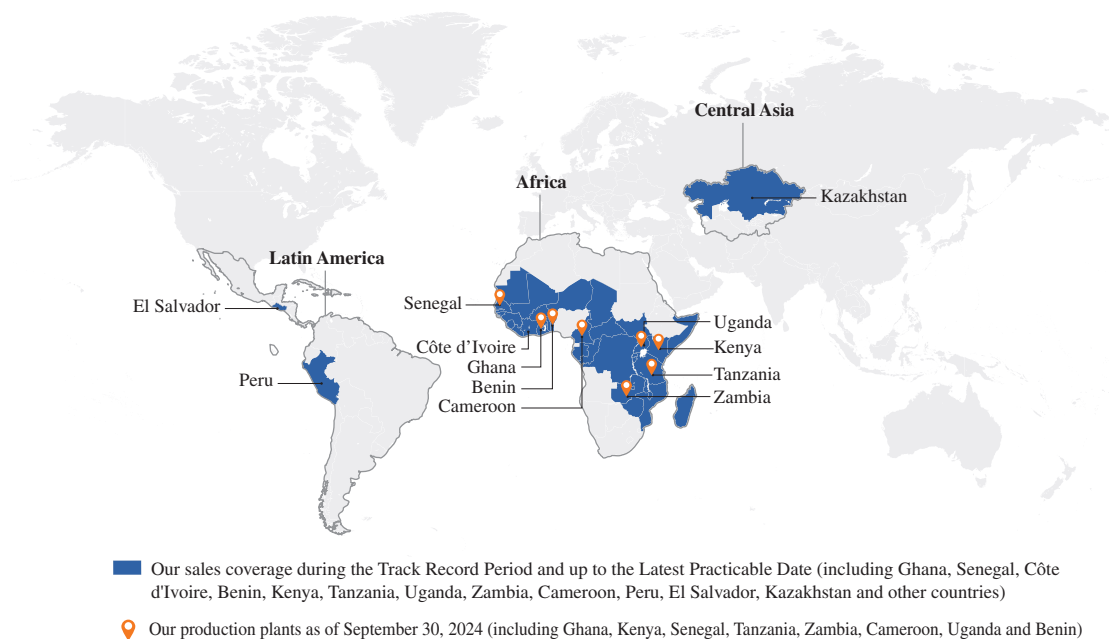 Central Asia
Kazakhstan
Africa
Latin America
El Salvador
Peru
Senegal
Côte d’Ivoire
Ghana
Benin
Cameroon
Uganda
Kenya
Tanzania
Zambia
Our sales coverage during the Track Record Period and up to the Latest Practicable Date (including Ghana, Senegal, Côte
d'Ivoire, Benin, Kenya, Tanzania, Uganda, Zambia, Cameroon, Peru, El Salvador, Kazakhstan and other countries)
Our production plants as of September 30, 2024 (including Ghana, Kenya, Senegal, Tanzania, Zambia, Cameroon, Uganda and Benin)